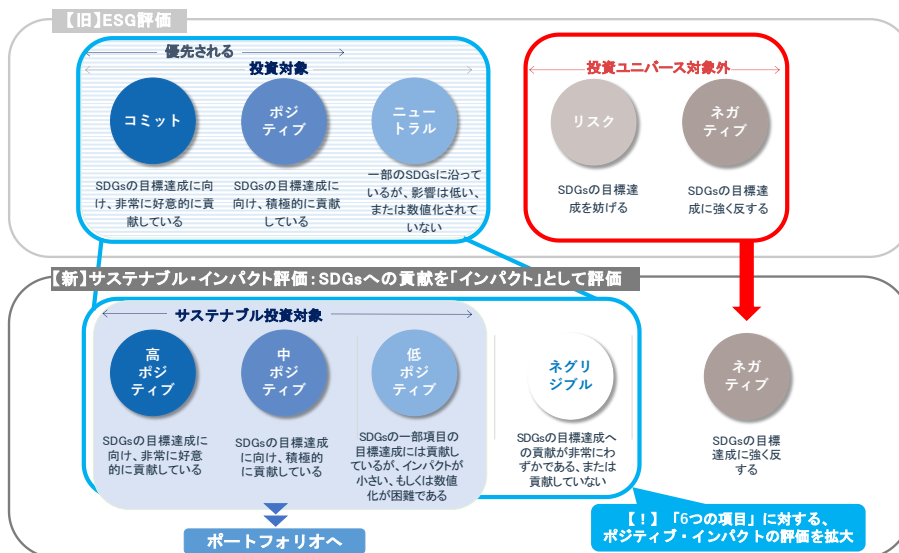 【旧】ESG評価
優先される
投資対象
コミット
ポジ
ティブ
ニュー
トラル
SDGsの目標達成に向
け、非常に好意的に貢
献している
SDGsの目標達成に
向け、積極的に貢献
している
一部のSDGsに沿って
いるが、影響は低い、
または数値化されて
いない
投資ユニバース対象外
リスク
ネガ
ティブ
SDGsの目標達
成を妨げる
SDGsの目標達
成に強く反する
【新】サステナブル・インパクト評価：SDGsへの貢献を「インパクト」として評価
サステナブル投資対象
高
ポジ
ティブ
中
ポジ
ティブ
低
ポジ
ティブ
ネグリ
ジブル
ネガ
ティブ
SDGsの目標達成に
向け、非常に好意
的に貢献している
SDGsの目標達成
に向け、積極的
に貢献している
SDGsの一部項目の
目標達成には貢献し
ているが、インパクトが
小さい、もしくは数値
化が困難である
SDGsの目標達成へ
の貢献が非常にわ
ずかである、または
貢献していない
SDGsの目標
達成に強く反
する
ポートフォリオへ
【！】「6つの項目」に対する、
ポジティブ・インパクトの評価を拡大